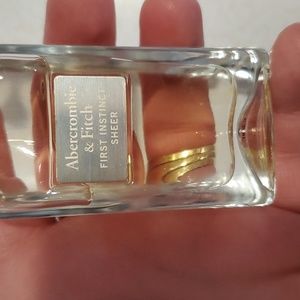 Abercrombie
& Fitch
FIRST INSTINCT
SHEER